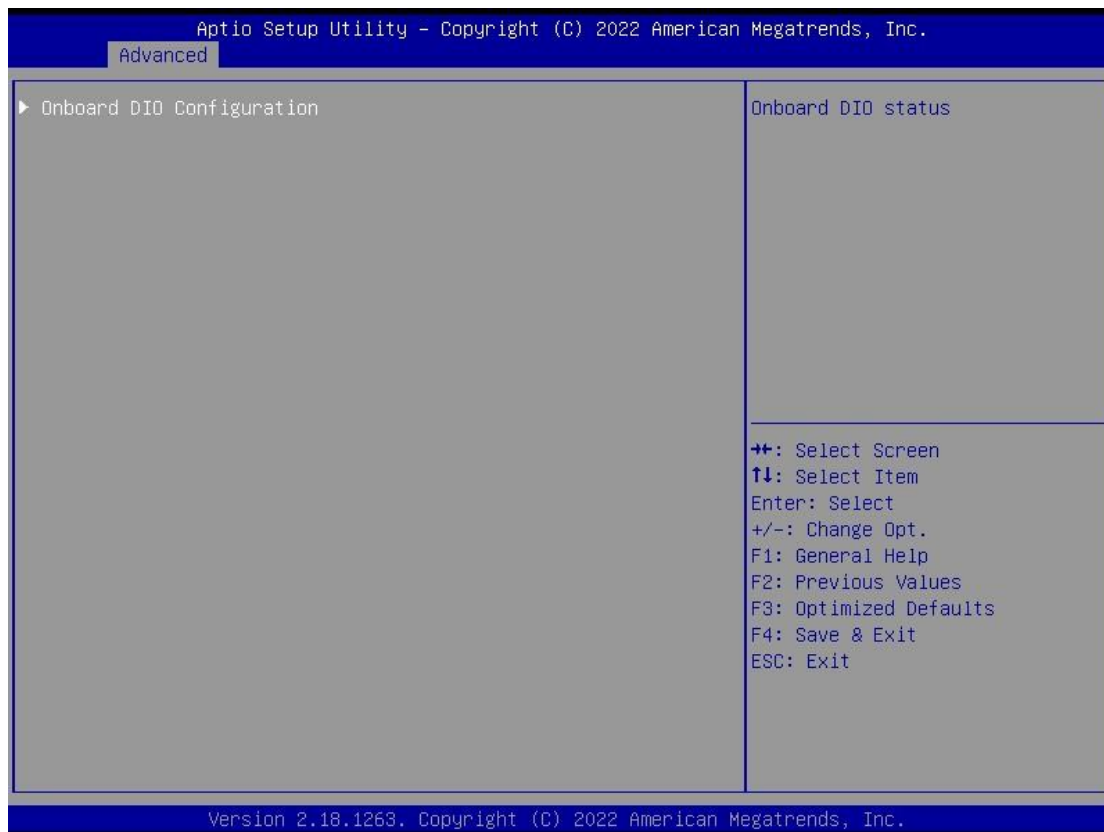 Aptio Setup Utility – Copyright (C) 2022 American Megatrends, Inc.
Advanced
▶ Onboard DIO Configuration
Onboard DIO status
→←: Select Screen
↑↓: Select Item
Enter: Select
+/-: Change Opt.
F1: General Help
F2: Previous Values
F3: Optimized Defaults
F4: Save & Exit
ESC: Exit
Version 2.18.1263. Copyright (C) 2022 American Megatrends, Inc.